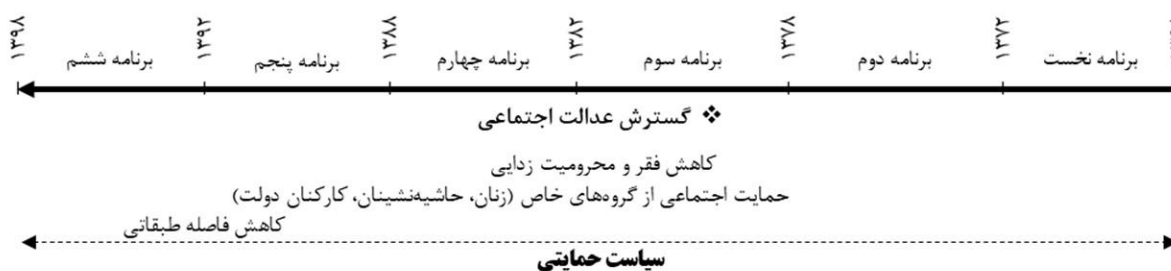 ۱۳۷۲ ۱۳۷۸ ۱۳۸۲ ۱۳۸۸ ۱۳۹۲ ۱۳۹۸
برنامه نخست برنامه دوم برنامه سوم برنامه چهارم برنامه پنجم برنامه ششم
❖ گسترش عدالت اجتماعی
کاهش فقر و محرومیت زدایی
حمایت اجتماعی از گروه‌های خاص (زنان، حاشیه‌نشینان، کارکنان دولت)
کاهش فاصله طبقاتی
سیاست حمایتی